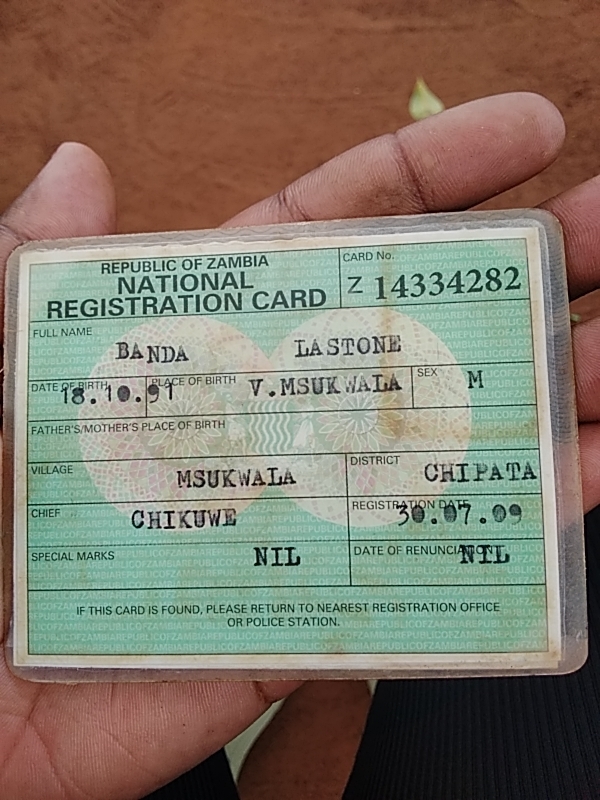 REPUBLIC OF ZAMBIA
NATIONAL
REGISTRATION CARD
CARD No.
Z 14334282
FULL NAME
BANDA LASTONE
DATE OF BIRTH 18.10.91
PLACE OF BIRTH V.MSUKWALA
SEX M
FATHER'S/MOTHER'S PLACE OF BIRTH
VILLAGE MSUKWALA
DISTRICT CHIPATA
CHIEF CHIKUWE
REGISTRATION DATE 30.07.09
SPECIAL MARKS NIL
DATE OF RENUNCIATION NIL
IF THIS CARD IS FOUND, PLEASE RETURN TO NEAREST REGISTRATION OFFICE
OR POLICE STATION.